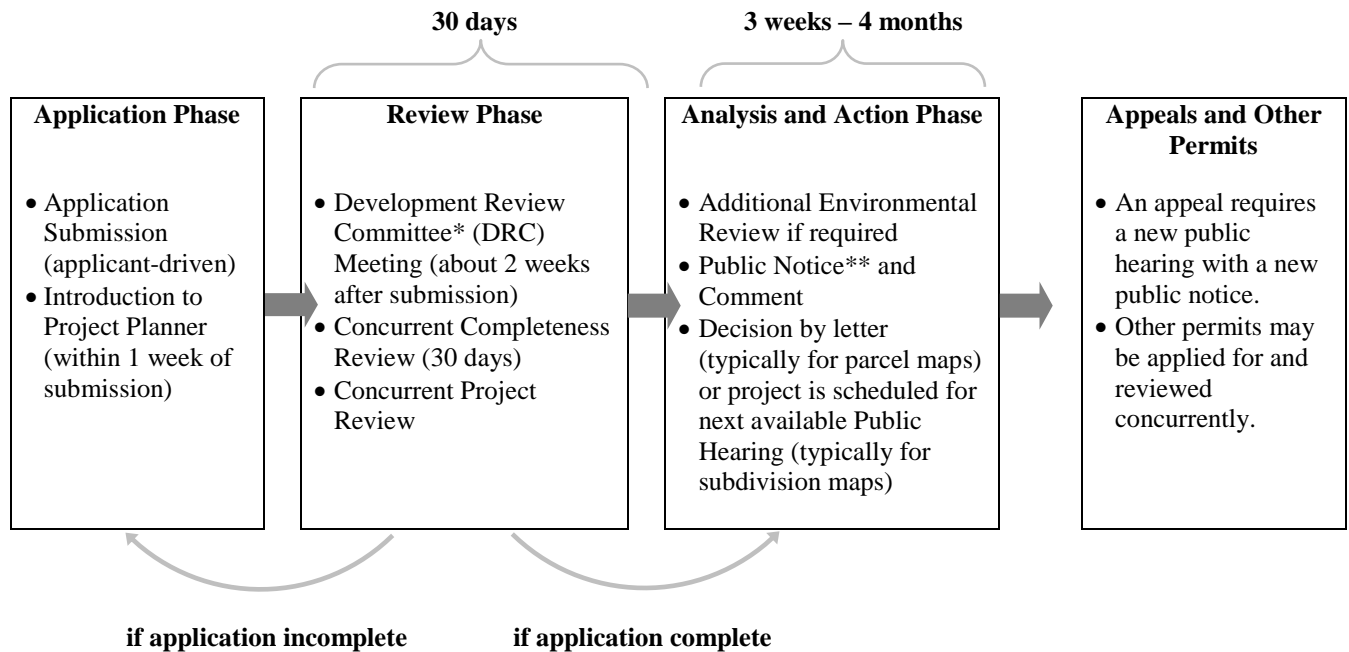 30 days
3 weeks – 4 months
Application Phase
• Application
Submission
(applicant-driven)
• Introduction to
Project Planner
(within 1 week of
submission)
Review Phase
• Development Review
Committee* (DRC)
Meeting (about 2 weeks
after submission)
• Concurrent Completeness
Review (30 days)
• Concurrent Project
Review
Analysis and Action Phase
• Additional Environmental
Review if required
• Public Notice** and
Comment
• Decision by letter
(typically for parcel maps)
or project is scheduled for
next available Public
Hearing (typically for
subdivision maps)
Appeals and Other
Permits
• An appeal requires
a new public
hearing with a new
public notice.
• Other permits may
be applied for and
reviewed
concurrently.
if application incomplete
if application complete